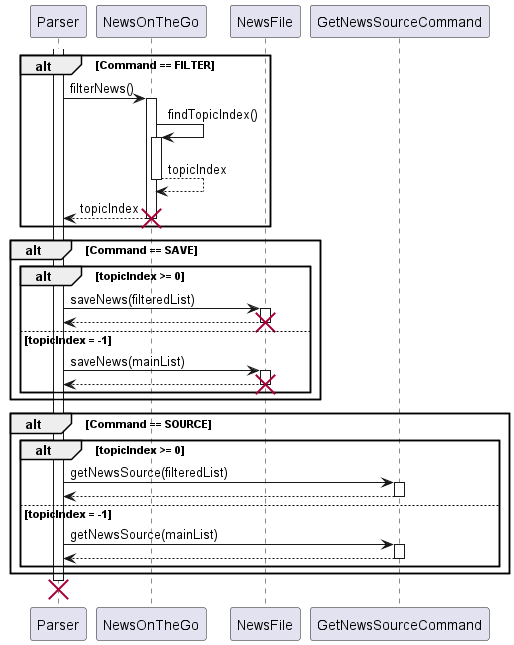 Parser NewsOnTheGo NewsFile GetNewsSourceCommand
alt [Command == FILTER]
filterNews()
findTopicIndex()
topicIndex
topicIndex
alt [Command == SAVE]
alt [topicIndex >= 0]
saveNews(filteredList)
[topicIndex = -1]
saveNews(mainList)
alt [Command == SOURCE]
alt [topicIndex >= 0]
getNewsSource(filteredList)
[topicIndex = -1]
getNewsSource(mainList)
Parser NewsOnTheGo NewsFile GetNewsSourceCommand